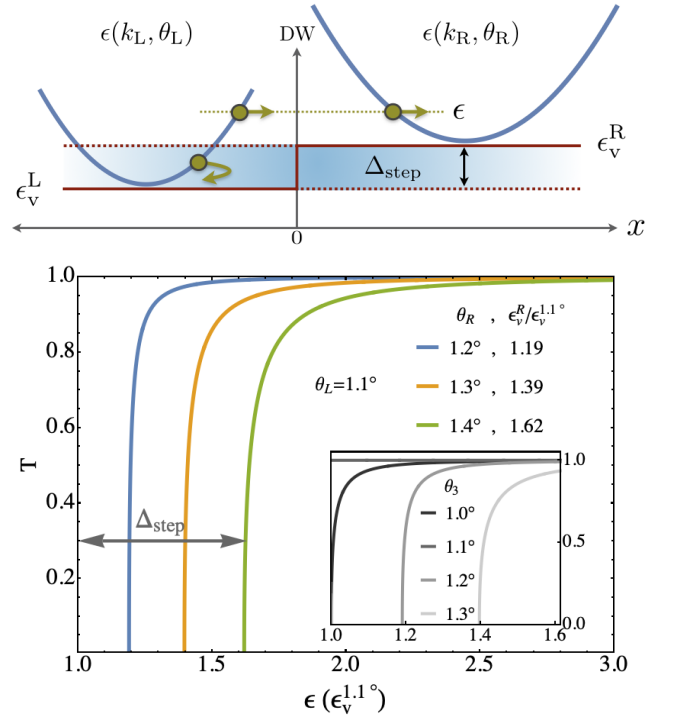 ϵ(k_L, θ_L) DW ϵ(k_R, θ_R)
ϵ
ϵ_v^R
ϵ_v^L Δ_step
0 x
1.0
θ_R , ϵ_v^R/ϵ_v^{1.1°}
1.2° , 1.19
0.8
θ_L=1.1° 1.3° , 1.39
1.4° , 1.62
0.6
T
1.0
θ_3
1.0°
0.4
1.1°
0.5
Δ_step
1.2°
0.2
1.3°
0.0
1.0 1.2 1.4 1.6
1.0 1.5 2.0 2.5 3.0
ϵ (ϵ_v^{1.1°})